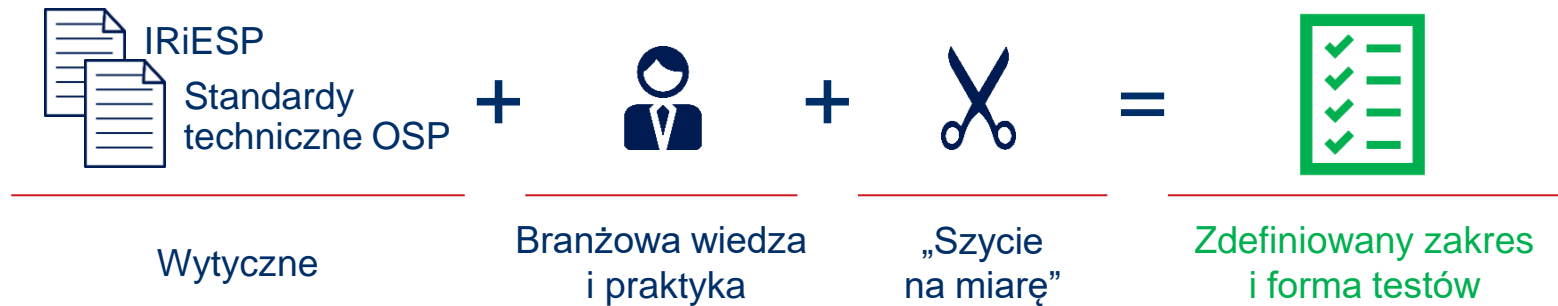 IRiESP
Standardy
techniczne OSP
+
+
=
Wytyczne
Branżowa wiedza
i praktyka
„Szycie
na miarę”
Zdefiniowany zakres
i forma testów